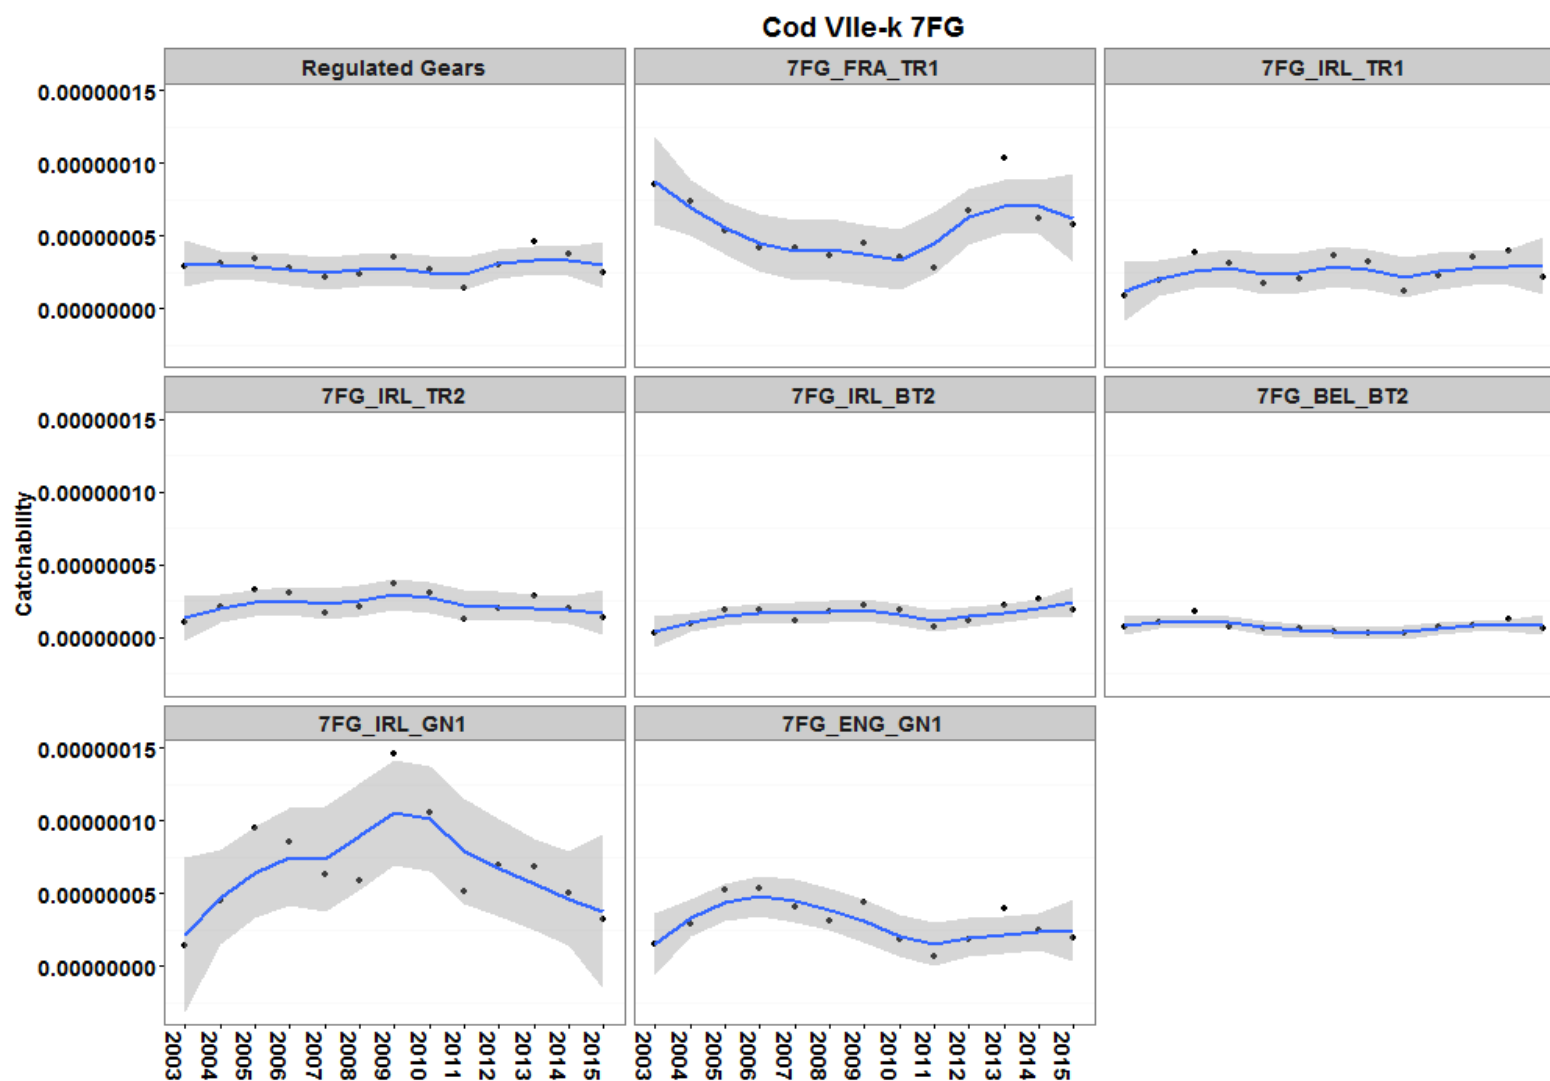 Cod VIIe-k 7FG
Regulated Gears
7FG_FRA_TR1
7FG_IRL_TR1
0.00000015
0.00000010
0.00000005
0.00000000
7FG_IRL_TR2
7FG_IRL_BT2
7FG_BEL_BT2
Catchability
0.00000015
0.00000010
0.00000005
0.00000000
7FG_IRL_GN1
7FG_ENG_GN1
0.00000015
0.00000010
0.00000005
0.00000000
2003 2004 2005 2006 2007 2008 2009 2010 2011 2012 2013 2014 2015
2003 2004 2005 2006 2007 2008 2009 2010 2011 2012 2013 2014 2015